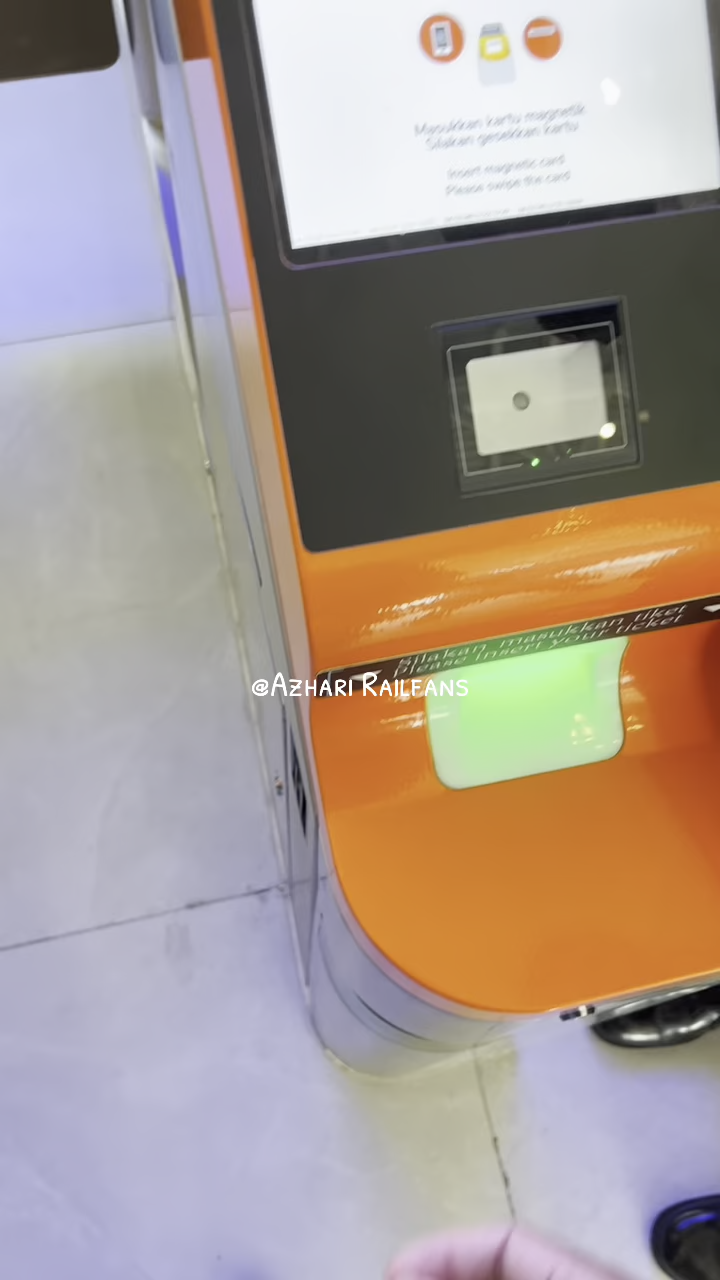 Masukkan kartu magnetik
Silakan gesekkan kartu
Insert magnetic card
Please swipe the card
Silakan masukkan tiket
Please insert your ticket
@Azhari Railfans